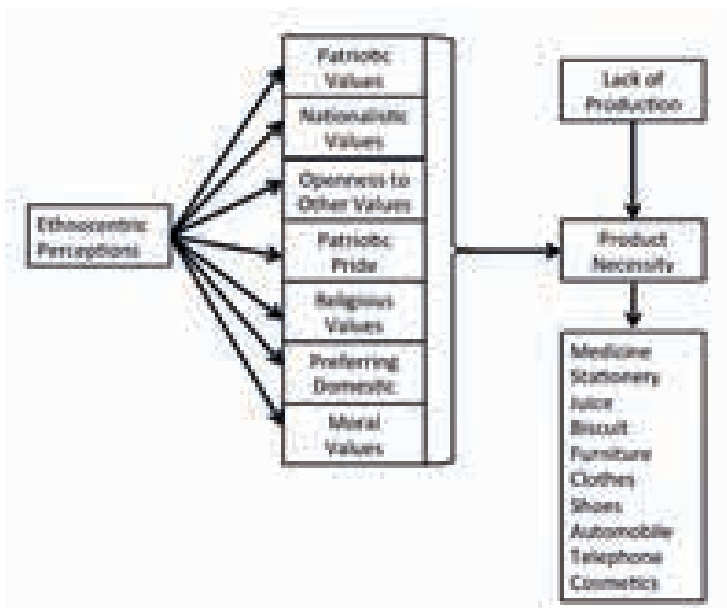 Patriotic
Values
Nationalistic
Values
Openness to
Other Values
Patriotic
Pride
Religious
Values
Preferring
Domestic
Moral
Values
Ethnocentric
Perceptions
Lack of
Production
Product
Necessity
Medicine
Stationery
Juice
Biscuit
Furniture
Clothes
Shoes
Automobile
Telephone
Cosmetics